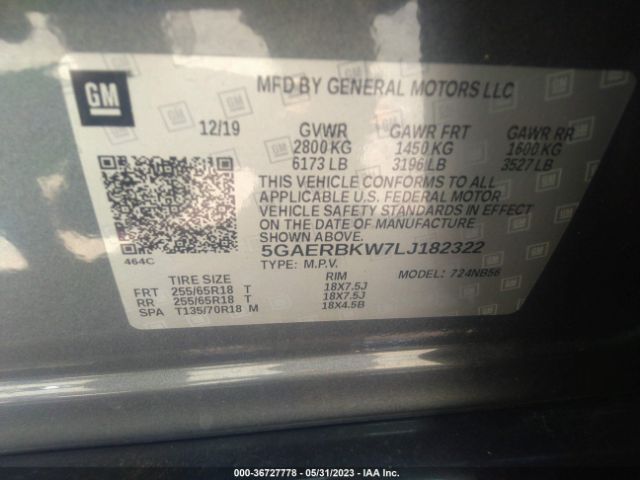 GM
MFD BY GENERAL MOTORS LLC
12/19 GVWR GAWR FRT GAWR RR
2800 KG 1450 KG 1600 KG
6173 LB 3196 LB 3527 LB
THIS VEHICLE CONFORMS TO ALL
APPLICABLE U.S. FEDERAL MOTOR
VEHICLE SAFETY STANDARDS IN EFFECT
ON THE DATE OF MANUFACTURE
SHOWN ABOVE.
464C 5GAERBKW7LJ182322
TYPE: M.P.V. MODEL: 724NB56
TIRE SIZE RIM
FRT 255/65R18 T 18X7.5J
RR 255/65R18 T 18X7.5J
SPA T135/70R18 M 18X4.5B
000-36727778 - 05/31/2023 - IAA Inc.